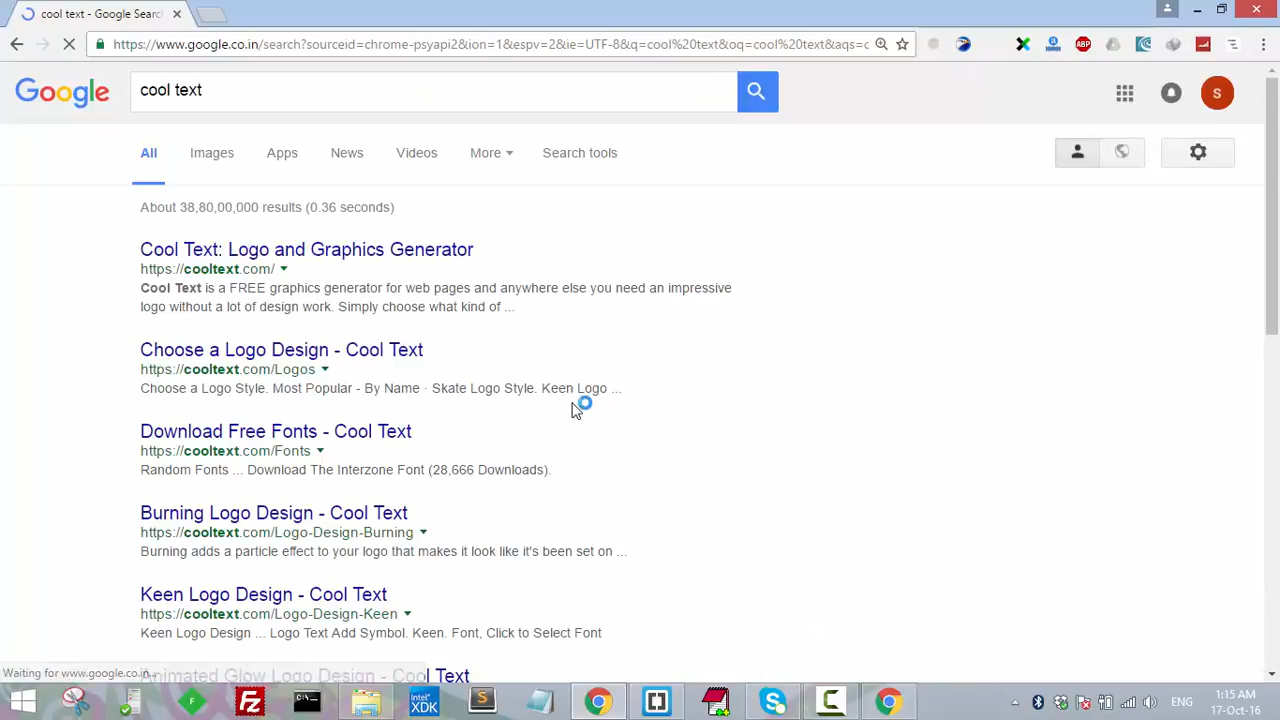 cool text - Google Searc
https://www.google.co.in/search?sourceid=chrome-psyapi2&ion=1&espv=2&ie=UTF-8&q=cool%20text&oq=cool%20text&aqs=c
Google
cool text
S
All Images Apps News Videos More Search tools
About 38,80,00,000 results (0.36 seconds)
Cool Text: Logo and Graphics Generator
https://cooltext.com/
Cool Text is a FREE graphics generator for web pages and anywhere else you need an impressive
logo without a lot of design work. Simply choose what kind of ...
Choose a Logo Design - Cool Text
https://cooltext.com/Logos
Choose a Logo Style. Most Popular - By Name · Skate Logo Style. Keen Logo ...
Download Free Fonts - Cool Text
https://cooltext.com/Fonts
Random Fonts ... Download The Interzone Font (28,666 Downloads).
Burning Logo Design - Cool Text
https://cooltext.com/Logo-Design-Burning
Burning adds a particle effect to your logo that makes it look like it's been set on ...
Keen Logo Design - Cool Text
https://cooltext.com/Logo-Design-Keen
Keen Logo Design ... Logo Text Add Symbol. Keen. Font, Click to Select Font
Waiting for www.google.co.in...
Animated Glow Logo Design - Cool Text
ABP
Intel
XDK
ENG
1:15 AM
17-Oct-16